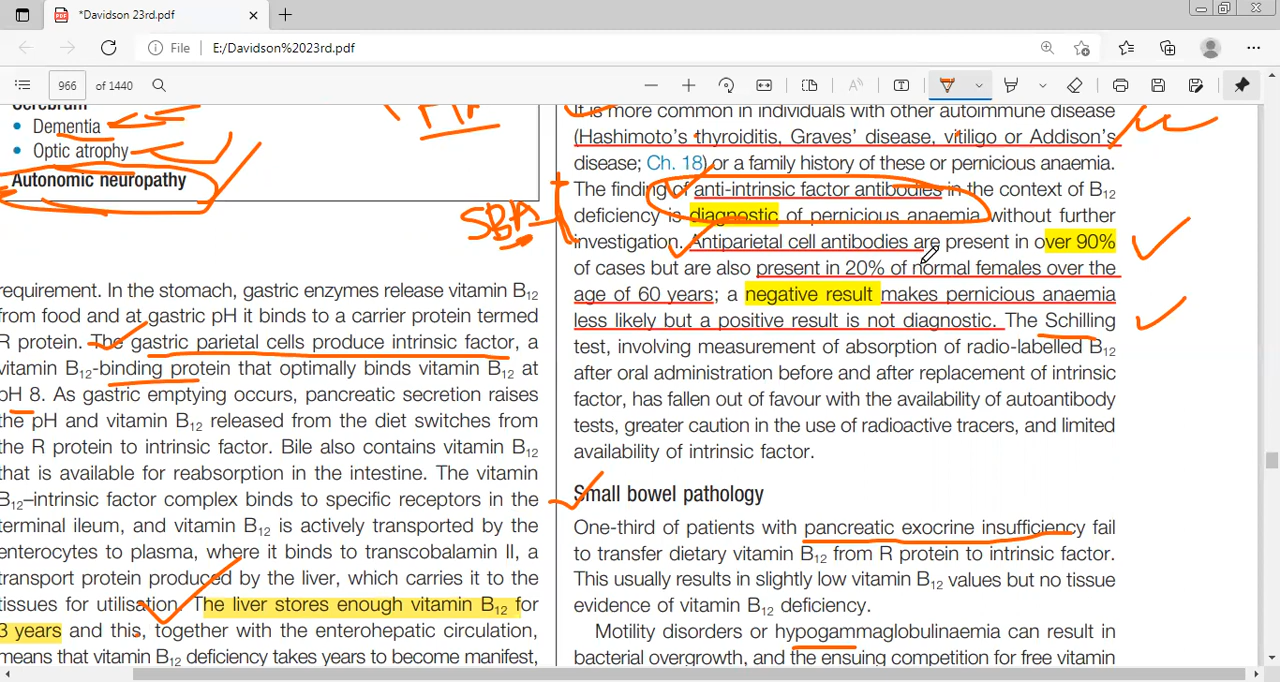 *Davidson 23rd.pdf
File E:/Davidson%2023rd.pdf
966 of 1440
Cerebrum
• Dementia
• Optic atrophy
Autonomic neuropathy
requirement. In the stomach, gastric enzymes release vitamin B12
from food and at gastric pH it binds to a carrier protein termed
R protein. The gastric parietal cells produce intrinsic factor, a
vitamin B12-binding protein that optimally binds vitamin B12 at
pH 8. As gastric emptying occurs, pancreatic secretion raises
the pH and vitamin B12 released from the diet switches from
the R protein to intrinsic factor. Bile also contains vitamin B12
that is available for reabsorption in the intestine. The vitamin
B12–intrinsic factor complex binds to specific receptors in the
terminal ileum, and vitamin B12 is actively transported by the
enterocytes to plasma, where it binds to transcobalamin II, a
transport protein produced by the liver, which carries it to the
tissues for utilisation. The liver stores enough vitamin B12 for
3 years and this, together with the enterohepatic circulation,
means that vitamin B12 deficiency takes years to become manifest,
It is more common in individuals with other autoimmune disease
(Hashimoto's thyroiditis, Graves' disease, vitiligo or Addison's
disease; Ch. 18) or a family history of these or pernicious anaemia.
The finding of anti-intrinsic factor antibodies in the context of B12
deficiency is diagnostic of pernicious anaemia without further
SBA
investigation. Antiparietal cell antibodies are present in over 90%
of cases but are also present in 20% of normal females over the
age of 60 years; a negative result makes pernicious anaemia
less likely but a positive result is not diagnostic. The Schilling
test, involving measurement of absorption of radio-labelled B12
after oral administration before and after replacement of intrinsic
factor, has fallen out of favour with the availability of autoantibody
tests, greater caution in the use of radioactive tracers, and limited
availability of intrinsic factor.
Small bowel pathology
One-third of patients with pancreatic exocrine insufficiency fail
to transfer dietary vitamin B12 from R protein to intrinsic factor.
This usually results in slightly low vitamin B12 values but no tissue
evidence of vitamin B12 deficiency.
Motility disorders or hypogammaglobulinaemia can result in
bacterial overgrowth, and the ensuing competition for free vitamin